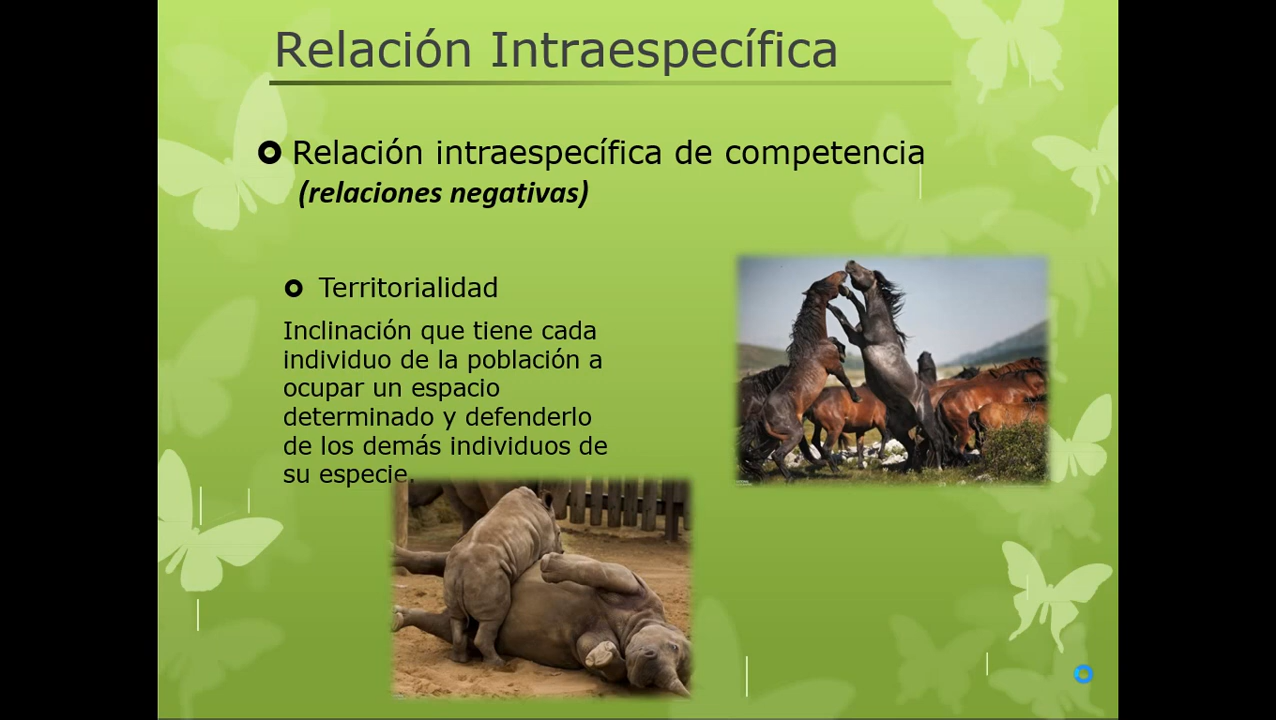 Relación Intraespecífica
Relación intraespecífica de competencia
(relaciones negativas)
Territorialidad
Inclinación que tiene cada
individuo de la población a
ocupar un espacio
determinado y defenderlo
de los demás individuos de
su especie.